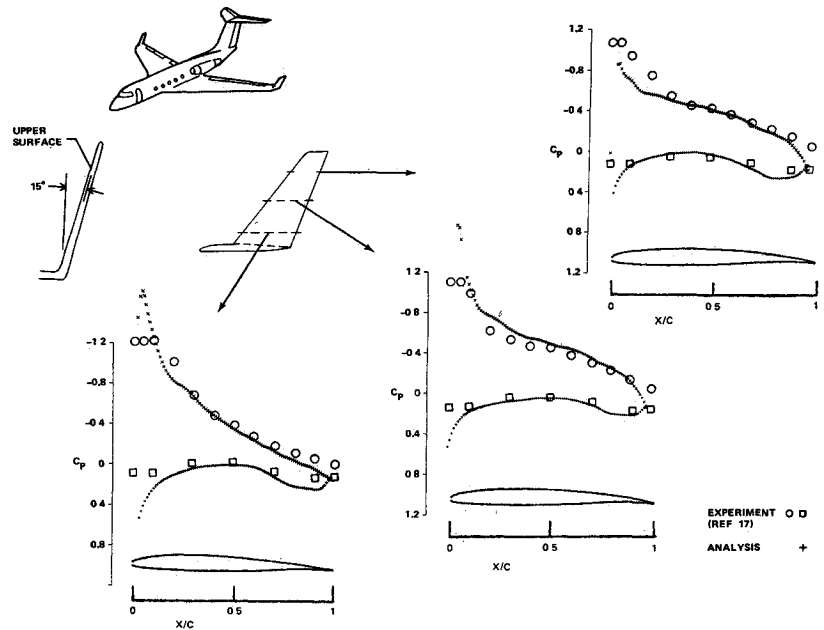 UPPER
SURFACE
15°
1.2
-0.8
-0.4
CP
0
0.4
0.8
1.2
0
0.5
1
X/C
1.2
-0.8
-0.4
CP
0
0.4
0.8
1.2
0
0 5
1
X/C
-1 2
-0.8
-0.4
CP
0
0 4
0.8
0
0 5
1
X/C
EXPERIMENT
(REF 17)
ANALYSIS +